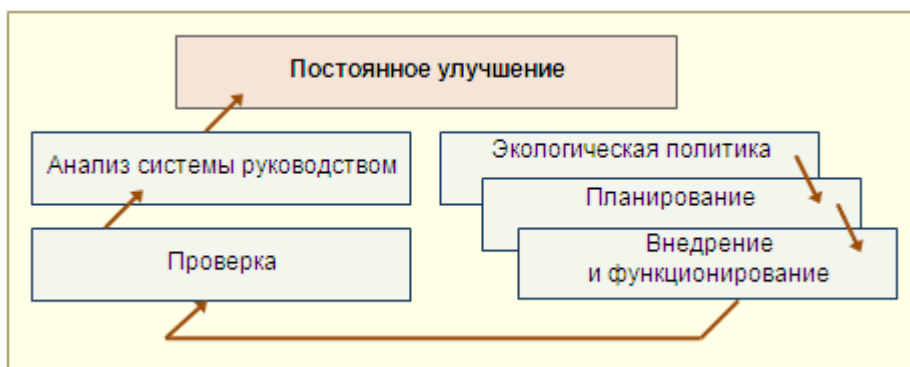 Постоянное улучшение
Анализ системы руководством
Экологическая политика
Планирование
Внедрение
и функционирование
Проверка